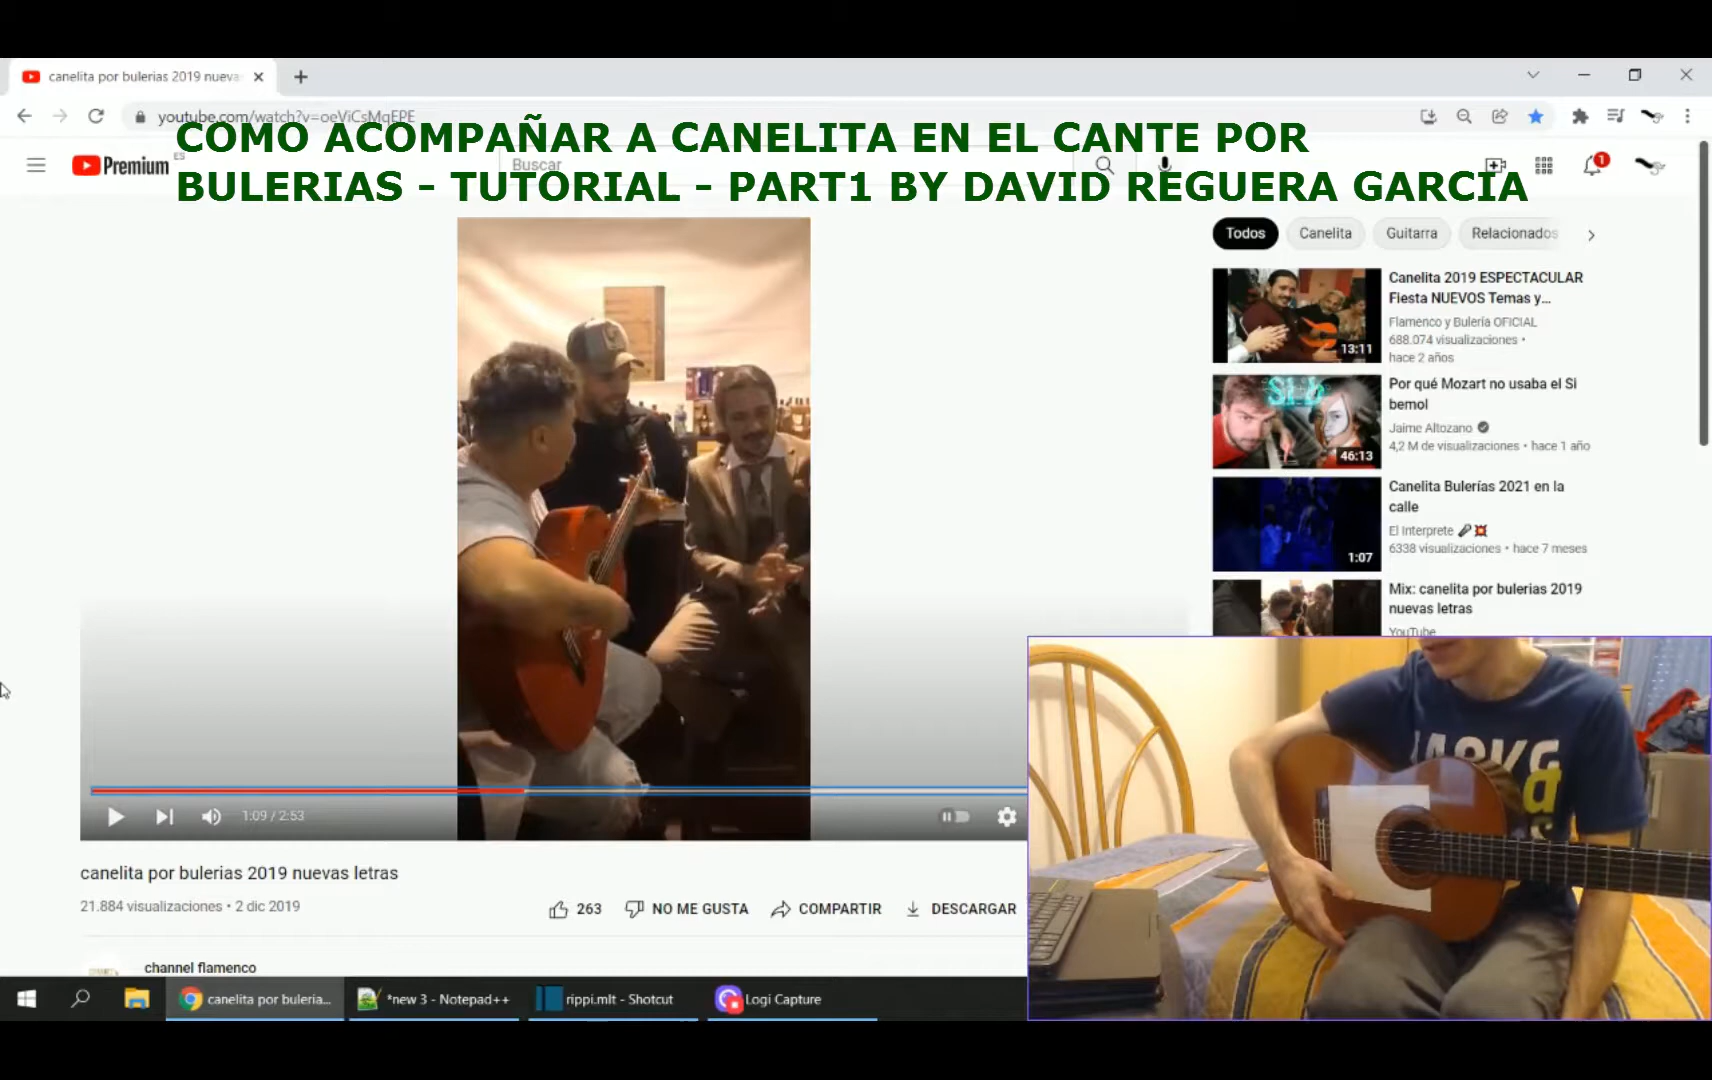 canelita por bulerias 2019 nueva
youtube.com/watch?v=oeViCsMqEPE
COMO ACOMPAÑAR A CANELITA EN EL CANTE POR
BULERIAS - TUTORIAL - PART1 BY DAVID REGUERA GARCIA
Premium ES
Buscar
1
Todos Canelita Guitarra Relacionados
Canelita 2019 ESPECTACULAR
Fiesta NUEVOS Temas y...
Flamenco y Bulería OFICIAL
688.074 visualizaciones •
hace 2 años
13:11
Por qué Mozart no usaba el Si
bemol
Jaime Altozano
4,2 M de visualizaciones • hace 1 año
46:13
Canelita Bulerías 2021 en la
calle
El Interprete
6338 visualizaciones • hace 7 meses
1:07
Mix: canelita por bulerias 2019
nuevas letras
YouTube
1:09 / 2:53
canelita por bulerias 2019 nuevas letras
21.884 visualizaciones • 2 dic 2019
263 NO ME GUSTA COMPARTIR DESCARGAR
channel flamenco
canelita por buleria... *new 3 - Notepad++ rippi.mlt - Shotcut Logi Capture